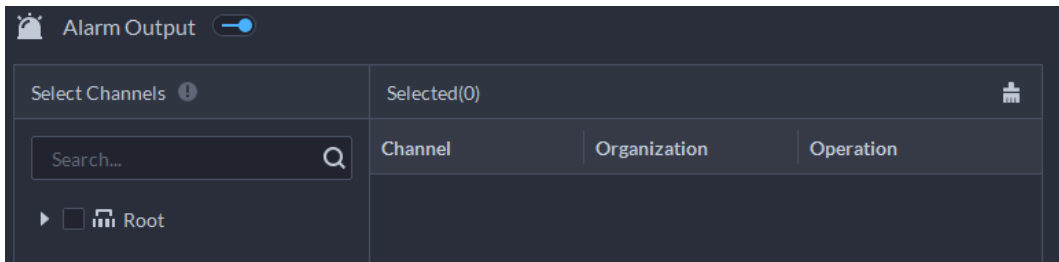 Alarm Output
Select Channels
Selected(0)
Search...
Channel Organization Operation
Root